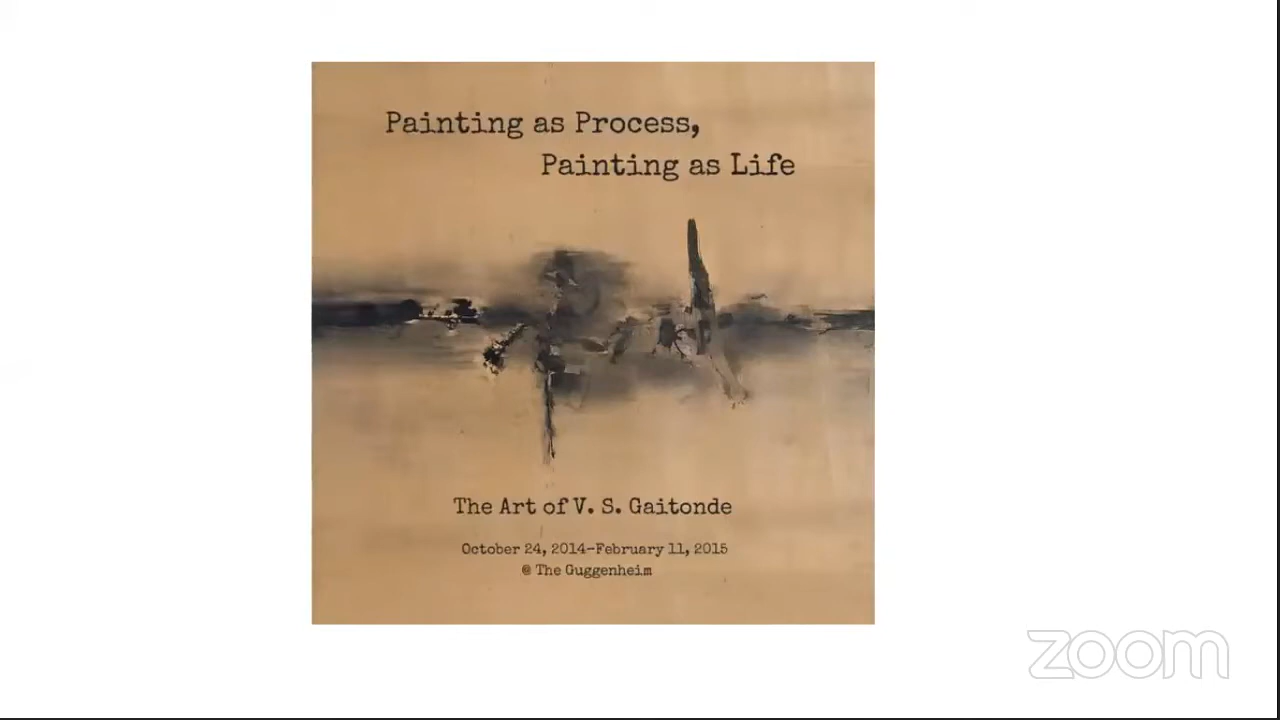 Painting as Process,
Painting as Life
The Art of V. S. Gaitonde
October 24, 2014-February 11, 2015
@ The Guggenheim
zoom